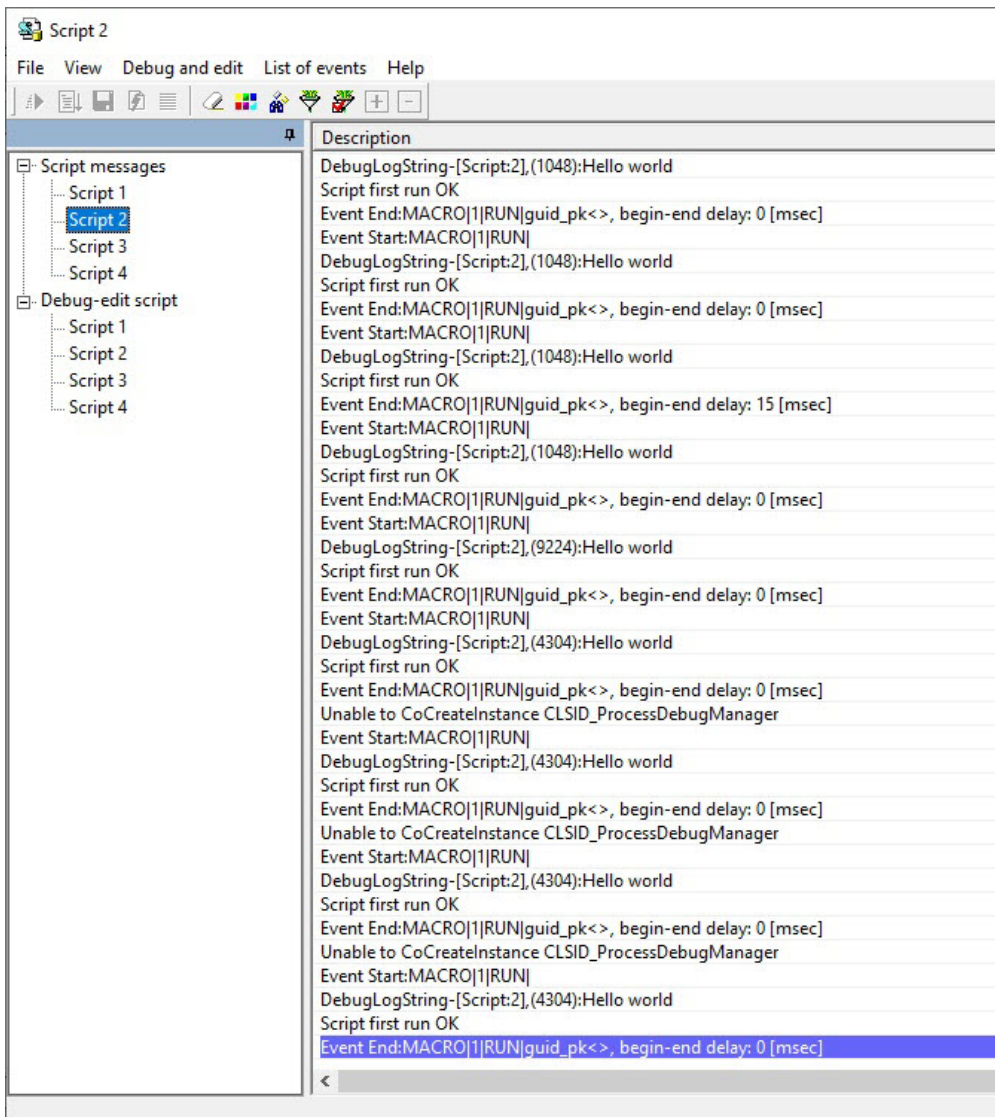 Script 2
File View Debug and edit List of events Help
Description
Script messages
Script 1
Script 2
Script 3
Script 4
Debug-edit script
Script 1
Script 2
Script 3
Script 4
DebugLogString-[Script:2],(1048):Hello world
Script first run OK
Event End:MACRO|1|RUN|guid_pk<>, begin-end delay: 0 [msec]
Event Start:MACRO|1|RUN|
DebugLogString-[Script:2],(1048):Hello world
Script first run OK
Event End:MACRO|1|RUN|guid_pk<>, begin-end delay: 0 [msec]
Event Start:MACRO|1|RUN|
DebugLogString-[Script:2],(1048):Hello world
Script first run OK
Event End:MACRO|1|RUN|guid_pk<>, begin-end delay: 15 [msec]
Event Start:MACRO|1|RUN|
DebugLogString-[Script:2],(1048):Hello world
Script first run OK
Event End:MACRO|1|RUN|guid_pk<>, begin-end delay: 0 [msec]
Event Start:MACRO|1|RUN|
DebugLogString-[Script:2],(9224):Hello world
Script first run OK
Event End:MACRO|1|RUN|guid_pk<>, begin-end delay: 0 [msec]
Event Start:MACRO|1|RUN|
DebugLogString-[Script:2],(4304):Hello world
Script first run OK
Event End:MACRO|1|RUN|guid_pk<>, begin-end delay: 0 [msec]
Unable to CoCreateInstance CLSID_ProcessDebugManager
Event Start:MACRO|1|RUN|
DebugLogString-[Script:2],(4304):Hello world
Script first run OK
Event End:MACRO|1|RUN|guid_pk<>, begin-end delay: 0 [msec]
Unable to CoCreateInstance CLSID_ProcessDebugManager
Event Start:MACRO|1|RUN|
DebugLogString-[Script:2],(4304):Hello world
Script first run OK
Event End:MACRO|1|RUN|guid_pk<>, begin-end delay: 0 [msec]
Unable to CoCreateInstance CLSID_ProcessDebugManager
Event Start:MACRO|1|RUN|
DebugLogString-[Script:2],(4304):Hello world
Script first run OK
Event End:MACRO|1|RUN|guid_pk<>, begin-end delay: 0 [msec]